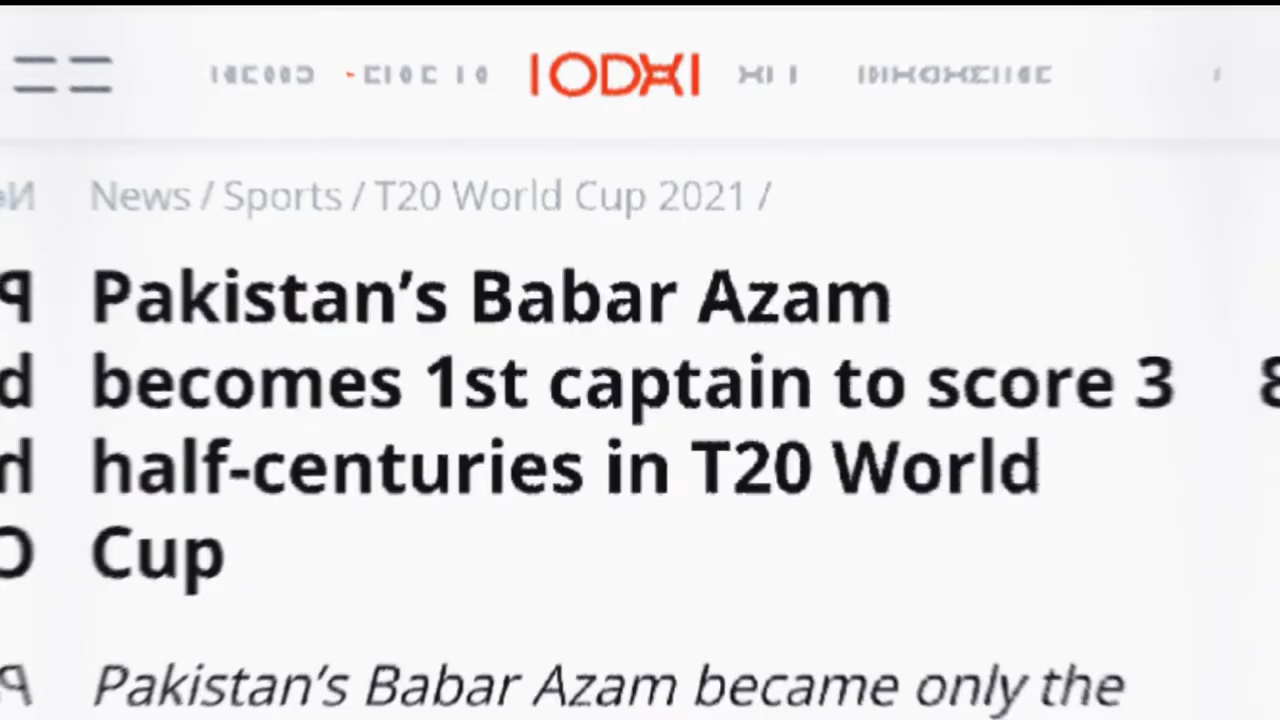 News / Sports / T20 World Cup 2021 /
Pakistan’s Babar Azam
becomes 1st captain to score 3
half-centuries in T20 World
Cup
Pakistan’s Babar Azam became only the